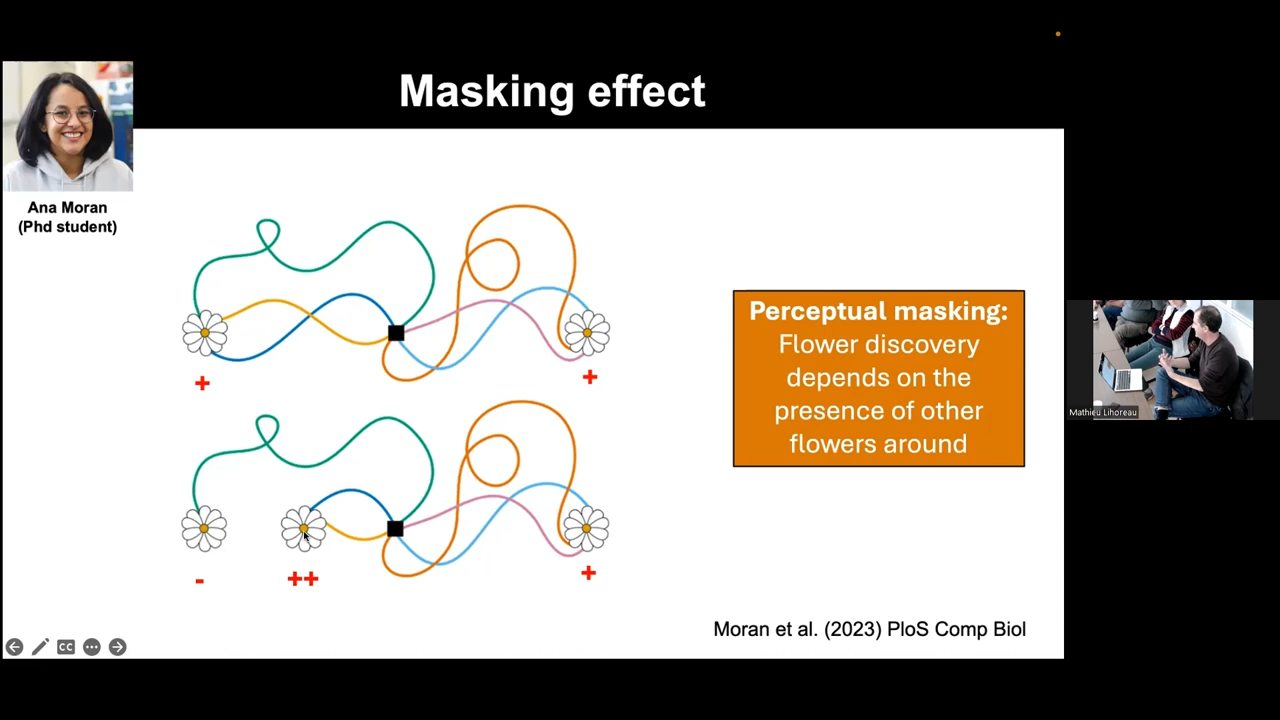 Masking effect
Ana Moran
(Phd student)
+
+
Perceptual masking:
Flower discovery
depends on the
presence of other
flowers around
Mathieu Lihoreau
-
++
+
Moran et al. (2023) PloS Comp Biol
CC